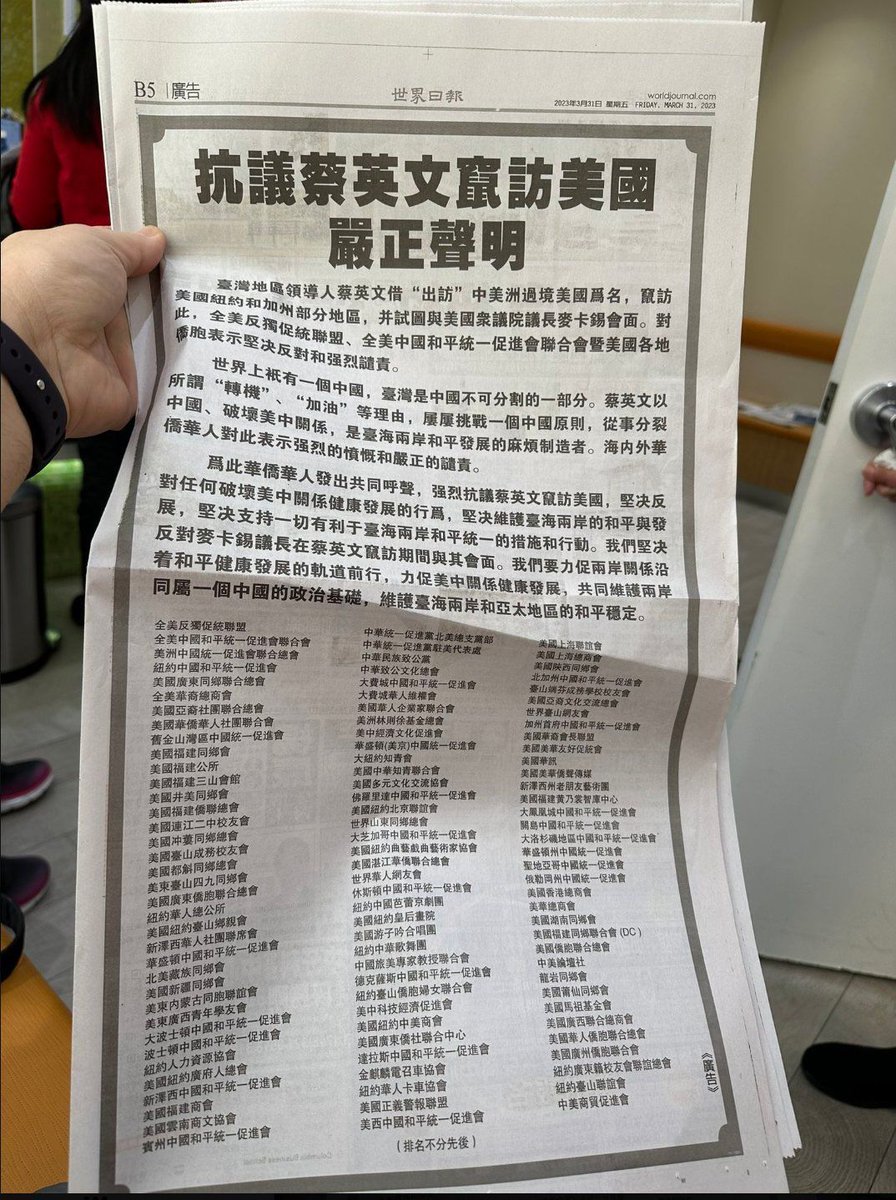 B5 | 廣告
世界日報
worldjournal.com
2023年3月31日 星期五 FRIDAY, MARCH 31, 2023
抗議蔡英文竄訪美國
嚴正聲明
臺灣地區領導人蔡英文借“出訪”中美洲過境美國爲名，竄訪
美國紐約和加州部分地區，并試圖與美國衆議院議長麥卡錫會面。對
此，全美反獨促統聯盟、全美中國和平統一促進會聯合會暨美國各地
僑胞表示堅决反對和强烈譴責。
世界上衹有一個中國，臺灣是中國不可分割的一部分。蔡英文以
所謂“轉機”、“加油”等理由，屢屢挑戰一個中國原則，從事分裂
中國、破壞美中關係，是臺海兩岸和平發展的麻煩制造者。海内外華
僑華人對此表示强烈的憤慨和嚴正的譴責。
爲此華僑華人發出共同呼聲，强烈抗議蔡英文竄訪美國，堅决反
對任何破壞美中關係健康發展的行爲，堅决維護臺海兩岸的和平與發
展，堅决支持一切有利于臺海兩岸和平統一的措施和行動。我們堅决
反對麥卡錫議長在蔡英文竄訪期間與其會面。我們要力促兩岸關係沿
着和平健康發展的軌道前行，力促美中關係健康發展，共同維護兩岸
同屬一個中國的政治基礎，維護臺海兩岸和亞太地區的和平穩定。
全美反獨促統聯盟
全美中國和平統一促進會聯合會
美洲中國統一促進會聯合總會
紐約中國和平統一促進會
美國廣東同鄉聯合會
全美華裔總商會
美國亞裔社團聯合總會
美國華僑華人社團聯合會
舊金山灣區中國統一促進會
美國福建同鄉會
美國福建公所
美國福建三山會館
美國井美同鄉會
美國福建僑聯總會
美國連江二中校友會
美國冲蔞同鄉總會
美國臺山成務校友會
美國都斛同鄉總會
美東臺山四九同鄉會
美國廣東僑胞聯合總會
紐約華人總公所
美國紐約臺山鄉親會
新澤西華人社團聯席會
華盛頓中國和平統一促進會
北美藏族同鄉會
美國新疆同鄉會
美東内蒙古同胞聯誼會
美東廣西青年學友會
大波士頓中國和平統一促進會
波士頓中國和平統一促進會
紐約人力資源協會
美國紐約廣府人總會
新澤西中國和平統一促進會
美國福建商會
美國雲南商文協會
賓州中國和平統一促進會
中華統一促進黨北美總支黨部
中華統一促進黨駐美代表處
中華民族致公黨
中華致公文化總會
大費城中國和平統一促進會
大費城華人維權會
美國華人企業家聯合會
美洲林則徐基金總會
美中經濟文化促進會
華盛頓(美京)中國統一促進會
大紐約知青會
美國中華知青聯合會
美國多元文化交流協會
佛羅里達中國和平統一促進會
美國紐約北京聯誼會
世界山東同鄉總會
大芝加哥中國和平統一促進會
美國紐約曲藝戲曲藝術家協會
美國湛江華僑聯合總會
世界華人網友會
休斯頓中國和平統一促進會
紐約中國芭蕾京劇團
美國紐約皇后畫院
美國游子吟合唱團
紐約中華歌舞團
中國旅美專家教授聯合會
德克薩斯中國和平統一促進會
紐約臺山僑胞婦女聯合會
美中科技經濟促進會
美國紐約中美商會
美國廣東僑社聯合中心
達拉斯中國和平統一促進會
金麒麟電召車協會
紐約華人卡車協會
美國正義警報聯盟
美西中國和平統一促進會
美國上海聯誼會
美國上海總商會
美國陝西同鄉會
北加州中國和平統一促進會
臺山端芬成務學校校友會
美國亞裔文化交流總會
世界臺山網友會
加州首府中國和平統一促進會
美國華裔會長聯盟
美國美華友好促統會
美國華訊
美國美華僑聲傳媒
新澤西州老朋友藝術團
美國福建黄乃裳智庫中心
大鳳凰城中國和平統一促進會
關島中國和平統一促進會
大洛杉磯地區中國和平統一促進會
華盛頓州中國統一促進會
聖地亞哥中國統一促進會
俄勒岡州中國統一促進會
美國香港總商會
美華總商會
美國湖南同鄉會
美國福建同鄉聯合會 (DC)
美國僑胞聯合總會
中美論壇社
龍岩同鄉會
美國莆仙同鄉會
美國馬祖基金會
美國廣西聯合總商會
美國華人僑胞聯合總會
美國廣州僑胞聯合會
紐約廣東籍校友會聯誼總會
紐約臺山聯誼會
中美商貿促進會
（排名不分先後）
《廣告》